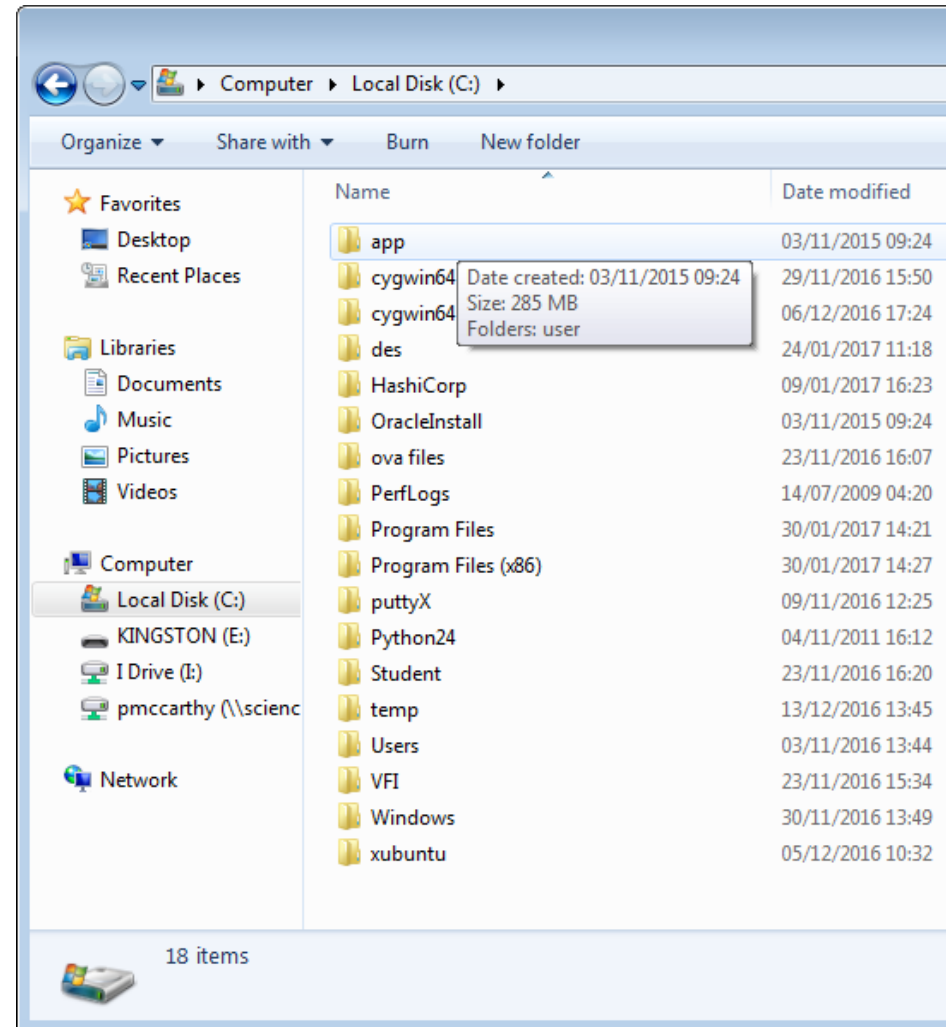 Computer Local Disk (C:)
Organize Share with Burn New folder
Favorites
Desktop
Recent Places
Libraries
Documents
Music
Pictures
Videos
Computer
Local Disk (C:)
KINGSTON (E:)
I Drive (I:)
pmccarthy (\\scienc
Network
Name Date modified
app 03/11/2015 09:24
cygwin64 29/11/2016 15:50
cygwin64 06/12/2016 17:24
Date created: 03/11/2015 09:24
Size: 285 MB
Folders: user
des 24/01/2017 11:18
HashiCorp 09/01/2017 16:23
OracleInstall 03/11/2015 09:24
ova files 23/11/2016 16:07
PerfLogs 14/07/2009 04:20
Program Files 30/01/2017 14:21
Program Files (x86) 30/01/2017 14:27
puttyX 09/11/2016 12:25
Python24 04/11/2011 16:12
Student 23/11/2016 16:20
temp 13/12/2016 13:45
Users 03/11/2016 13:44
VFI 23/11/2016 15:34
Windows 30/11/2016 13:49
xubuntu 05/12/2016 10:32
18 items